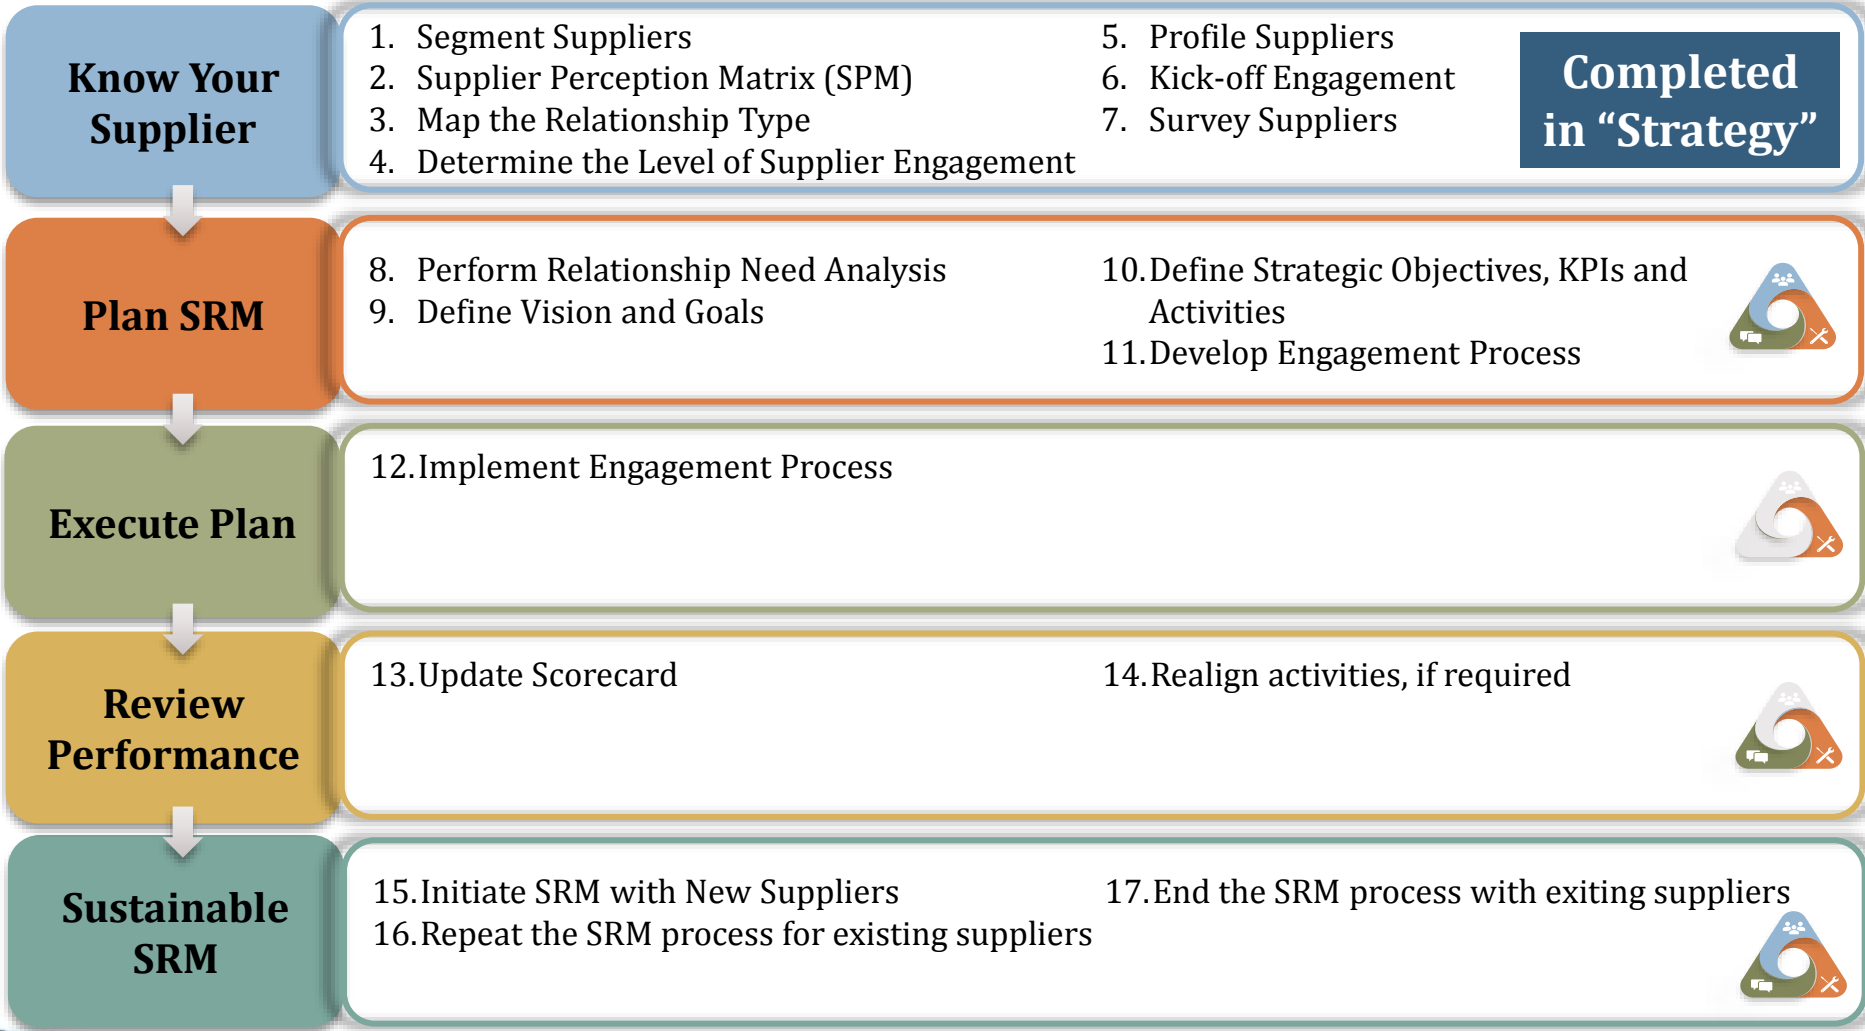 Know Your
Supplier
1. Segment Suppliers
2. Supplier Perception Matrix (SPM)
3. Map the Relationship Type
4. Determine the Level of Supplier Engagement
5. Profile Suppliers
6. Kick-off Engagement
7. Survey Suppliers
Completed
in “Strategy”
Plan SRM
8. Perform Relationship Need Analysis
9. Define Vision and Goals
10. Define Strategic Objectives, KPIs and
Activities
11. Develop Engagement Process
Execute Plan
12. Implement Engagement Process
Review
Performance
13. Update Scorecard
14. Realign activities, if required
Sustainable
SRM
15. Initiate SRM with New Suppliers
16. Repeat the SRM process for existing suppliers
17. End the SRM process with exiting suppliers